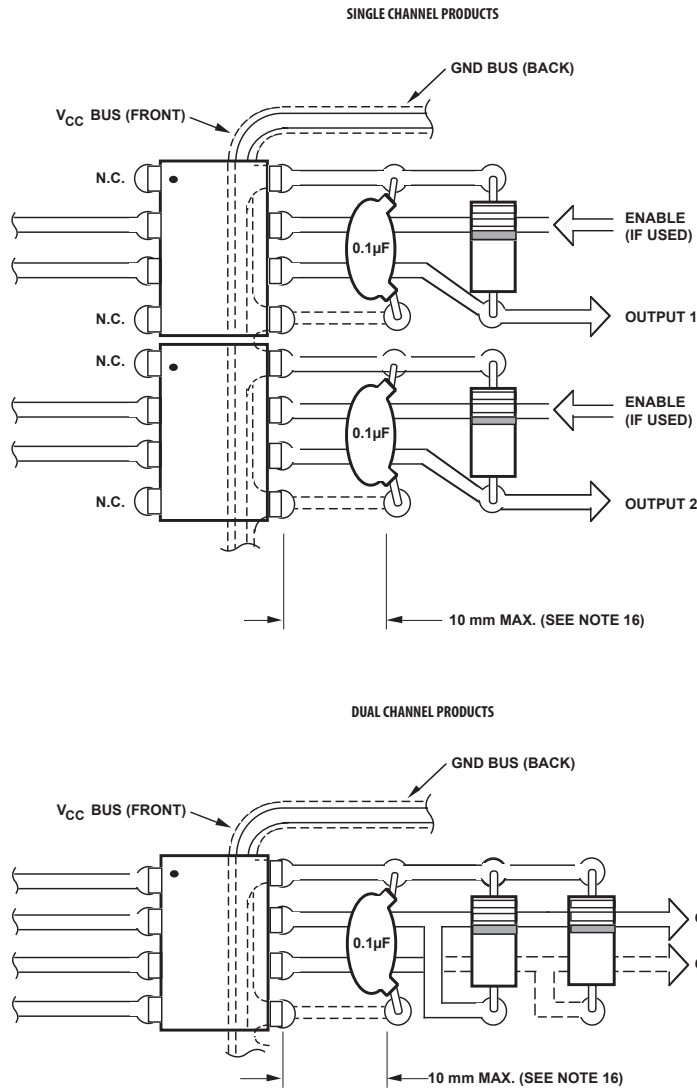 SINGLE CHANNEL PRODUCTS
GND BUS (BACK)
VCC BUS (FRONT)
N.C.
0.1µF
ENABLE
(IF USED)
N.C.
OUTPUT 1
N.C.
0.1µF
ENABLE
(IF USED)
N.C.
OUTPUT 2
10 mm MAX. (SEE NOTE 16)
DUAL CHANNEL PRODUCTS
GND BUS (BACK)
VCC BUS (FRONT)
0.1µF
10 mm MAX. (SEE NOTE 16)